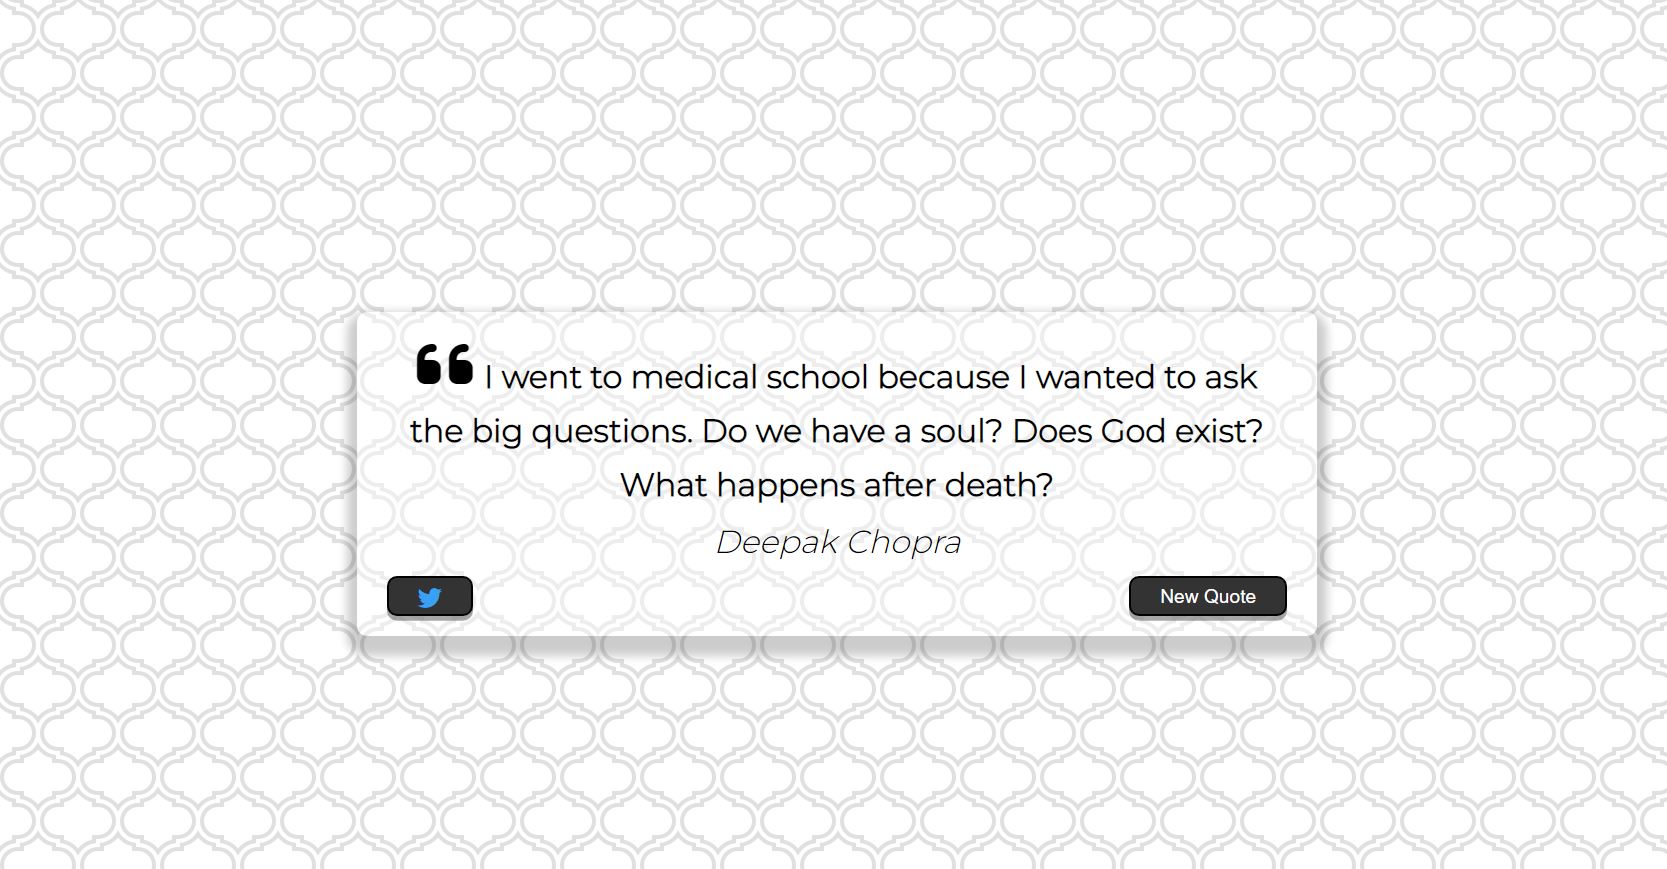 “ I went to medical school because I wanted to ask
the big questions. Do we have a soul? Does God exist?
What happens after death?
Deepak Chopra
New Quote